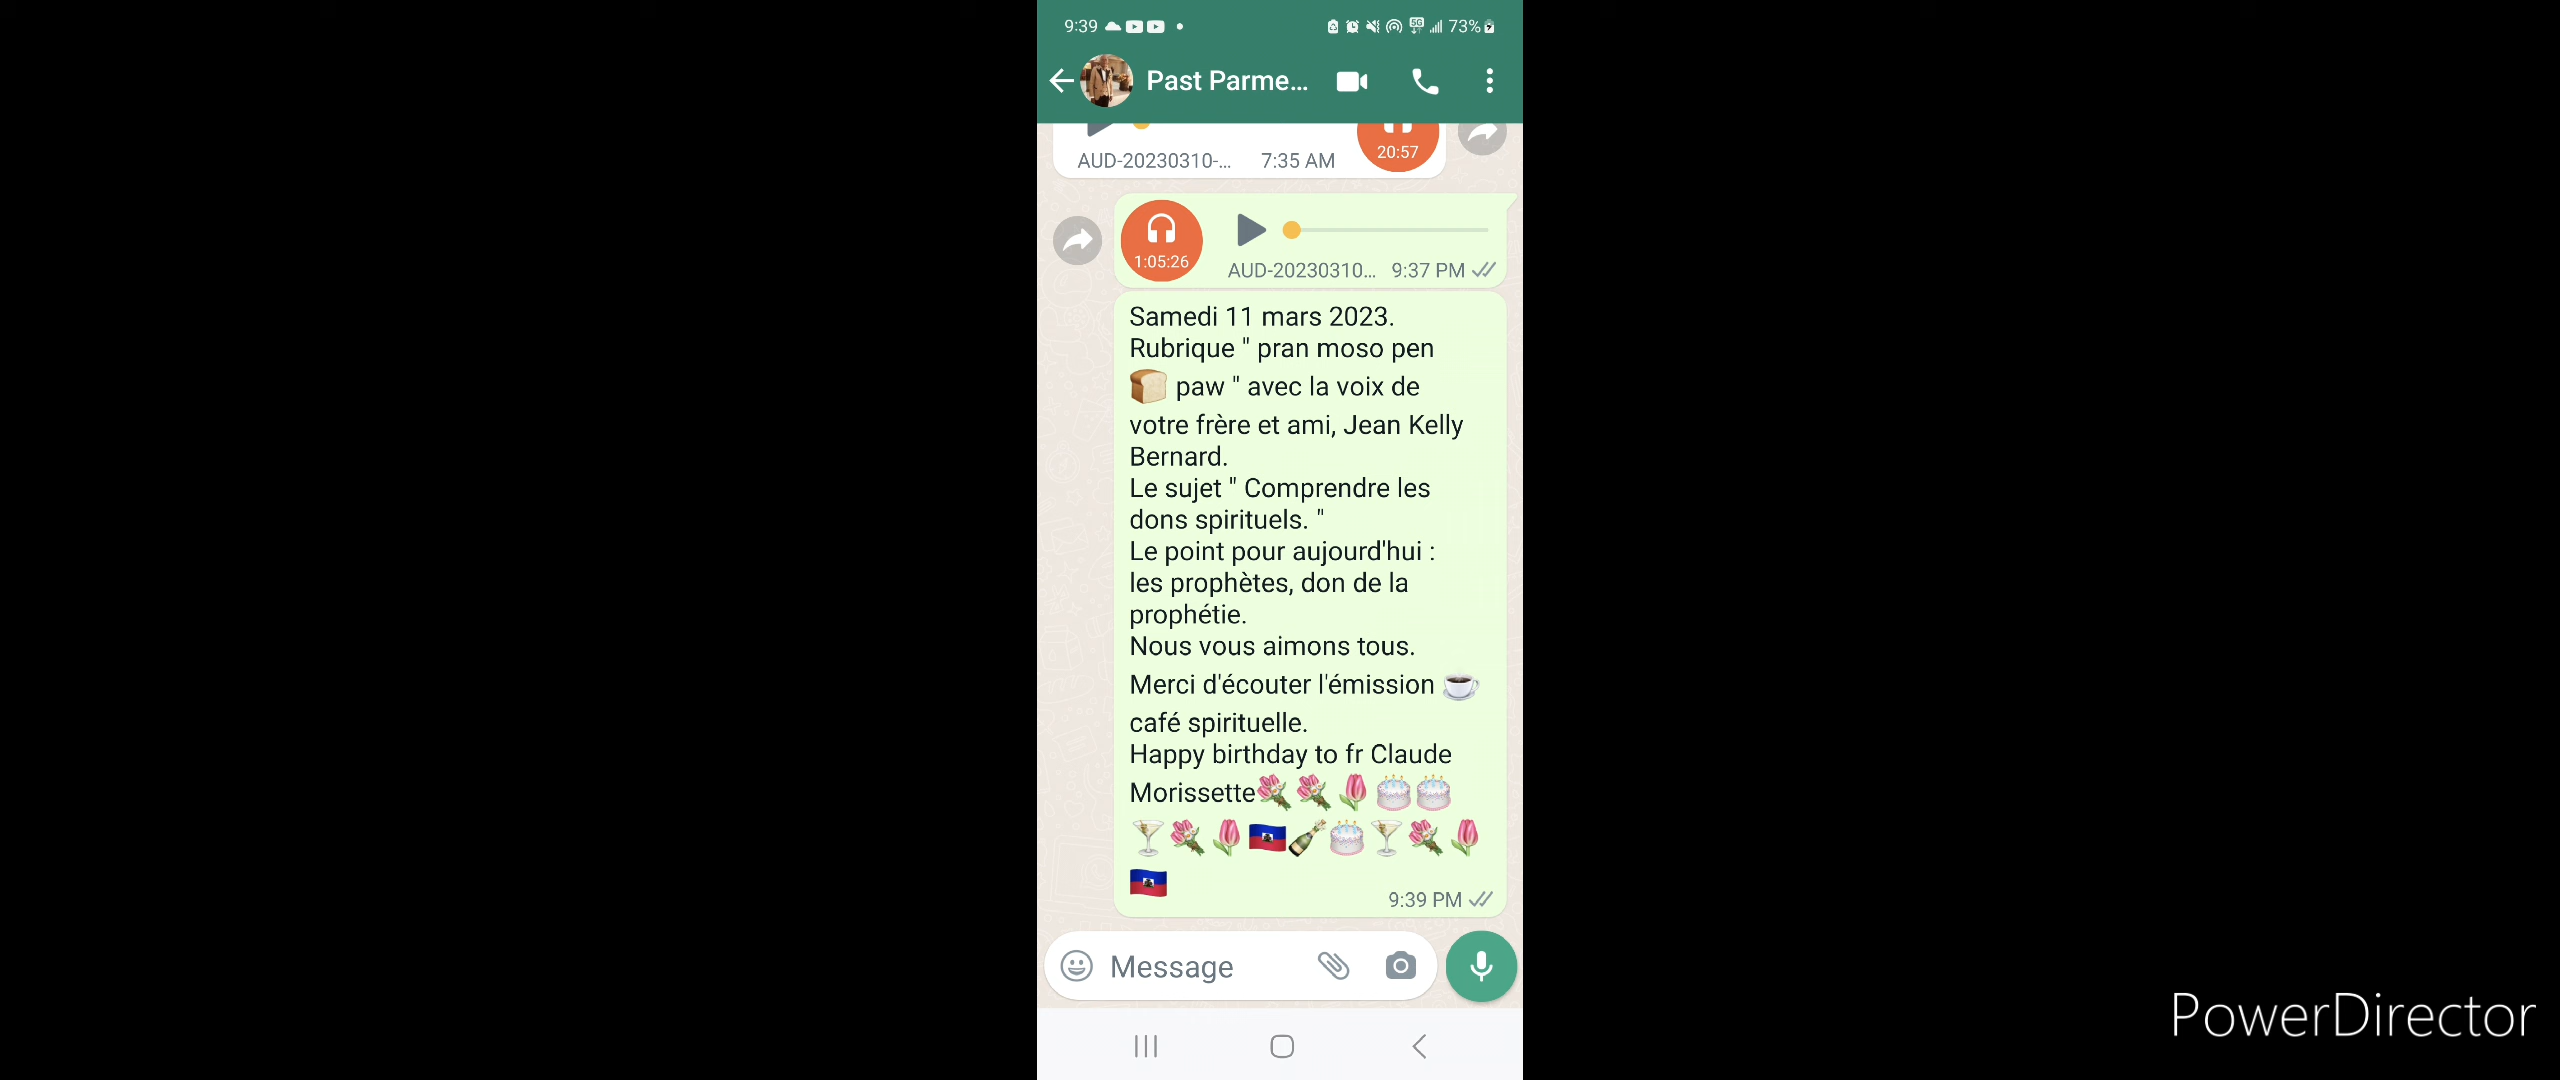 9:39
5G
73%
Past Parme...
20:57
AUD-20230310-... 7:35 AM
1:05:26
AUD-20230310... 9:37 PM
Samedi 11 mars 2023.
Rubrique " pran moso pen
🍞 paw " avec la voix de
votre frère et ami, Jean Kelly
Bernard.
Le sujet " Comprendre les
dons spirituels. "
Le point pour aujourd'hui :
les prophètes, don de la
prophétie.
Nous vous aimons tous.
Merci d'écouter l'émission ☕
café spirituelle.
Happy birthday to fr Claude
Morissette💐💐🌷🎂🎂
🍸💐🌷🇭🇹🍾🎂🍸💐🌷
🇭🇹
9:39 PM
Message
PowerDirector